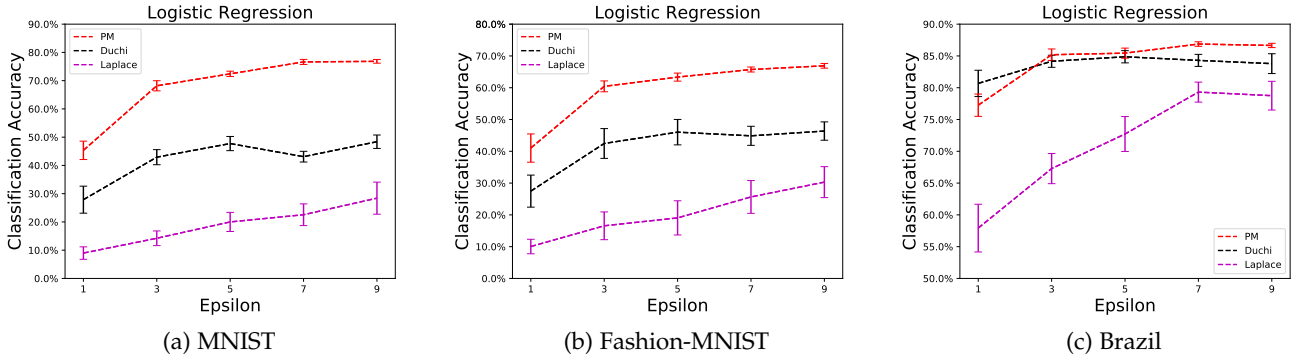 Logistic Regression
Classification Accuracy
90.0%
80.0%
70.0%
60.0%
50.0%
40.0%
30.0%
20.0%
10.0%
0.0%
PM
Duchi
Laplace
1 3 5 7 9
Epsilon
(a) MNIST
Logistic Regression
Classification Accuracy
80.0%
70.0%
60.0%
50.0%
40.0%
30.0%
20.0%
10.0%
0.0%
PM
Duchi
Laplace
1 3 5 7 9
Epsilon
(b) Fashion-MNIST
Logistic Regression
Classification Accuracy
90.0%
85.0%
80.0%
75.0%
70.0%
65.0%
60.0%
55.0%
50.0%
PM
Duchi
Laplace
1 3 5 7 9
Epsilon
(c) Brazil